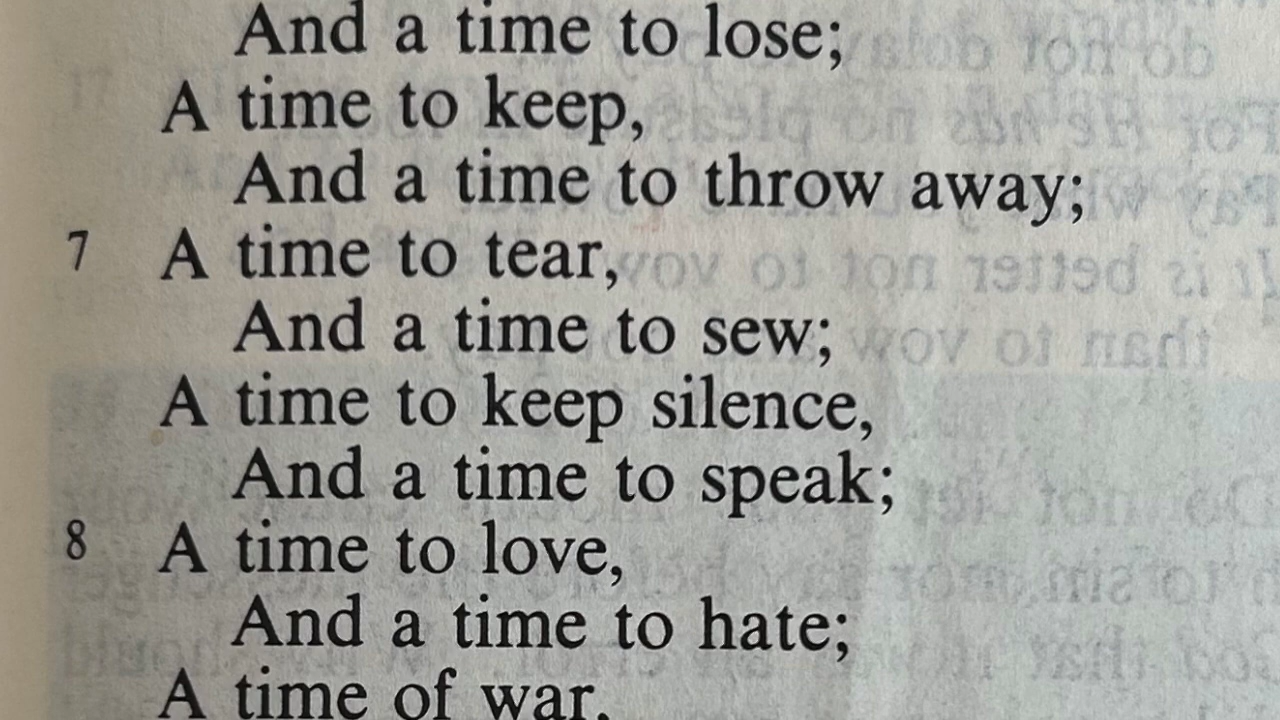 And a time to lose;
A time to keep,
And a time to throw away;
7 A time to tear,
And a time to sew;
A time to keep silence,
And a time to speak;
8 A time to love,
And a time to hate;
A time of war,